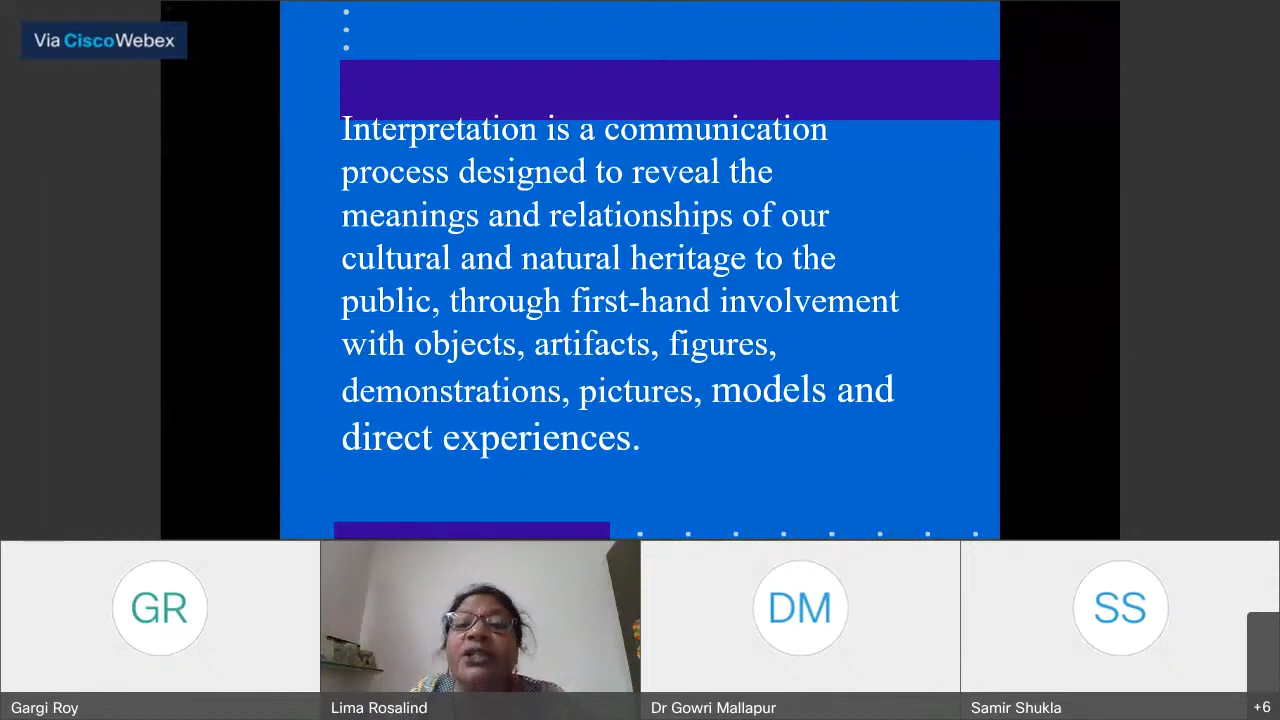 Via CiscoWebex
Interpretation is a communication
process designed to reveal the
meanings and relationships of our
cultural and natural heritage to the
public, through first-hand involvement
with objects, artifacts, figures,
demonstrations, pictures, models and
direct experiences.
GR
DM
SS
Gargi Roy
Lima Rosalind
Dr Gowri Mallapur
Samir Shukla
+6